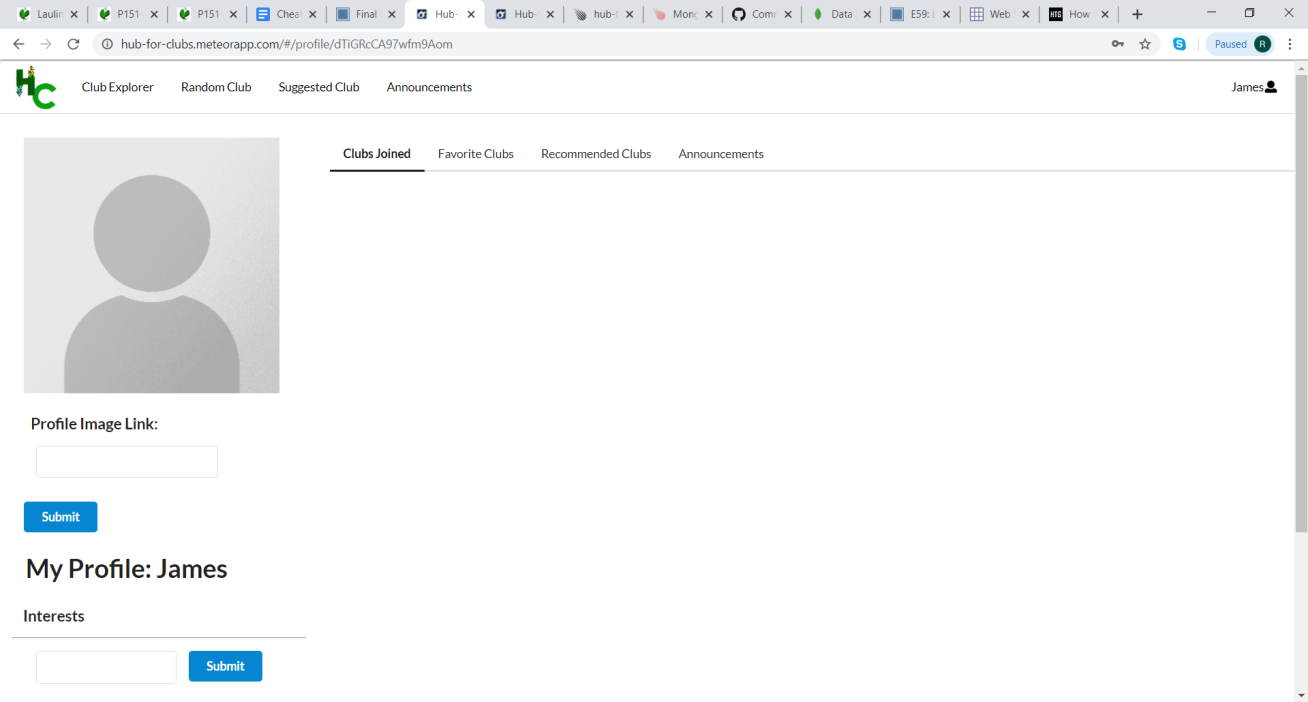 Laulin P151- P151 Cheat Final Hub- Hub- hub-f Mong Comm Data E59: Web How
hub-for-clubs.meteorapp.com/#/profile/dTiGRcCA97wfm9Aom Paused R
HC Club Explorer Random Club Suggested Club Announcements James
Clubs Joined Favorite Clubs Recommended Clubs Announcements
Profile Image Link:
Submit
My Profile: James
Interests
Submit